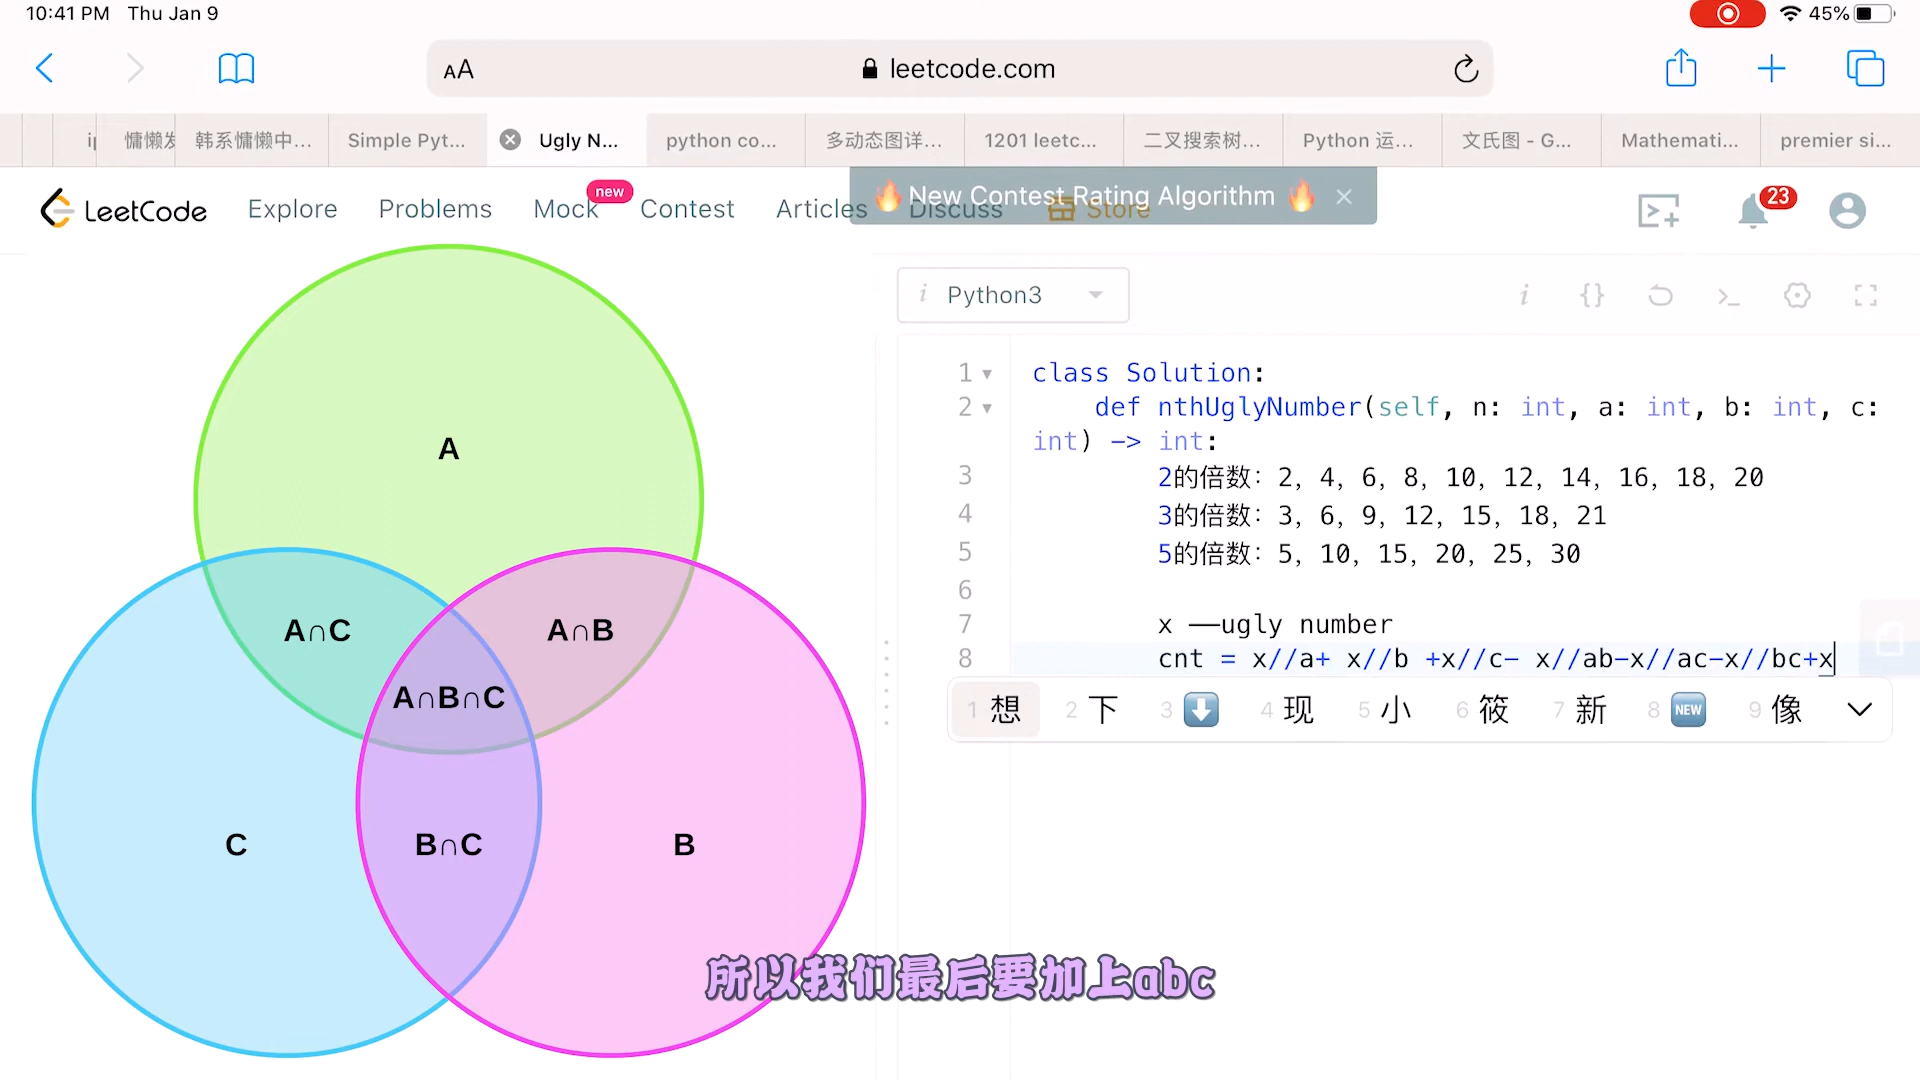 10:41 PM Thu Jan 9
45%
AA
leetcode.com
韩系慵懒中...
Simple Pyt...
Ugly N...
python co...
多动态图详...
1201 leetc...
二叉搜索树...
Python 运...
文氏图 - G...
Mathemati...
premier si...
LeetCode
Explore
Problems
Mock
new
Contest
Articles
Discuss
Store
🔥 New Contest Rating Algorithm 🔥
23
i Python3
A
A∩C
A∩B
A∩B∩C
C
B∩C
B
1 class Solution:
2 def nthUglyNumber(self, n: int, a: int, b: int, c:
int) -> int:
3 2的倍数：2, 4, 6, 8, 10, 12, 14, 16, 18, 20
4 3的倍数：3, 6, 9, 12, 15, 18, 21
5 5的倍数：5, 10, 15, 20, 25, 30
6
7 x ——ugly number
8 cnt = x//a+ x//b +x//c- x//ab-x//ac-x//bc+x
1 想 2 下 3 ⬇️ 4 现 5 小 6 筱 7 新 8 🆕 9 像
所以我们最后要加上abc